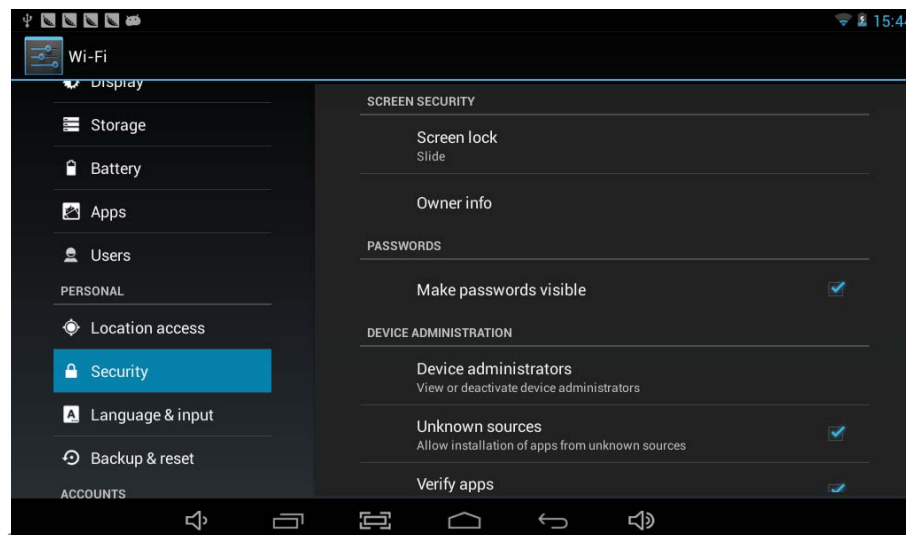 15:44
Wi-Fi
Display
Storage
Battery
Apps
Users
PERSONAL
Location access
Security
Language & input
Backup & reset
ACCOUNTS
SCREEN SECURITY
Screen lock
Slide
Owner info
PASSWORDS
Make passwords visible
DEVICE ADMINISTRATION
Device administrators
View or deactivate device administrators
Unknown sources
Allow installation of apps from unknown sources
Verify apps